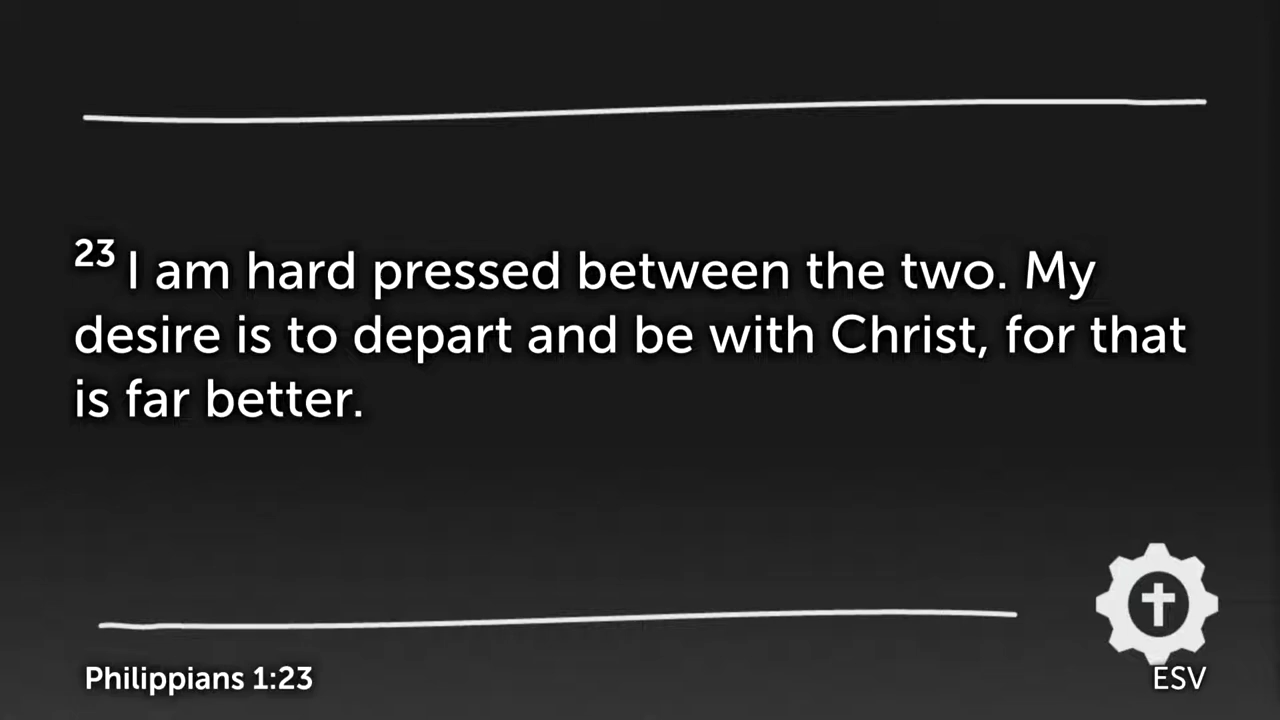 23 I am hard pressed between the two. My
desire is to depart and be with Christ, for that
is far better.
Philippians 1:23
ESV